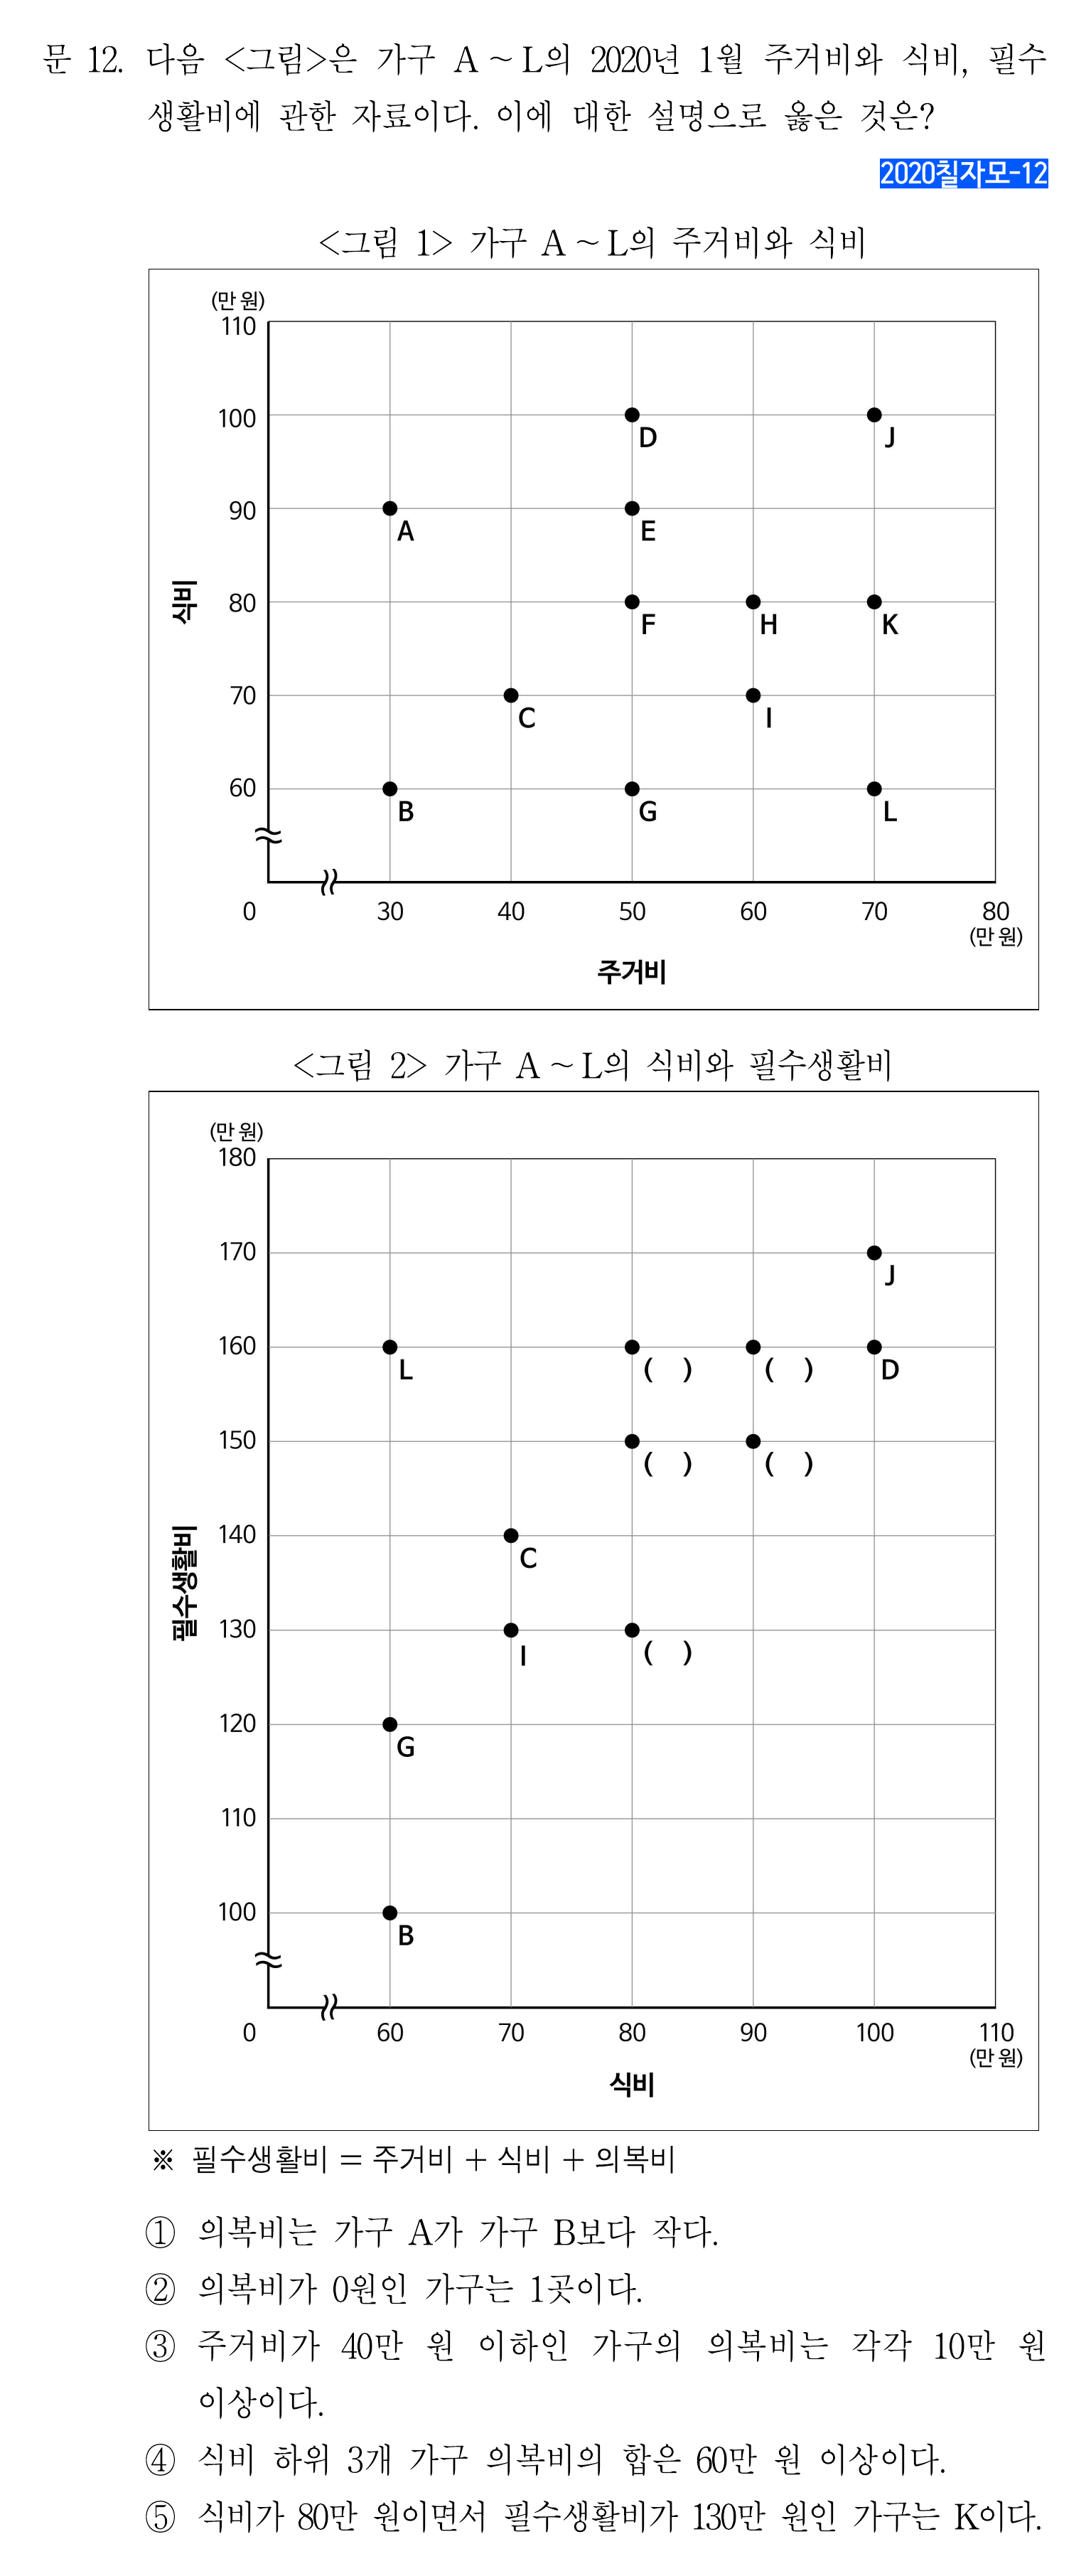 문 12. 다음 <그림>은 가구 A ~ L의 2020년 1월 주거비와 식비, 필수
생활비에 관한 자료이다. 이에 대한 설명으로 옳은 것은?
2020칠자모-12
<그림 1> 가구 A ~ L의 주거비와 식비
(만 원)
110
100
D
J
90
A
E
식비
80
F
H
K
70
C
I
60
B
G
L
0 30 40 50 60 70 80
(만 원)
주거비
<그림 2> 가구 A ~ L의 식비와 필수생활비
(만 원)
180
170
J
160
L
( )
( )
D
150
( )
( )
필수생활비
140
C
130
I
( )
120
G
110
100
B
0 60 70 80 90 100 110
(만 원)
식비
※ 필수생활비 = 주거비 + 식비 + 의복비
① 의복비는 가구 A가 가구 B보다 작다.
② 의복비가 0원인 가구는 1곳이다.
③ 주거비가 40만 원 이하인 가구의 의복비는 각각 10만 원
이상이다.
④ 식비 하위 3개 가구 의복비의 합은 60만 원 이상이다.
⑤ 식비가 80만 원이면서 필수생활비가 130만 원인 가구는 K이다.